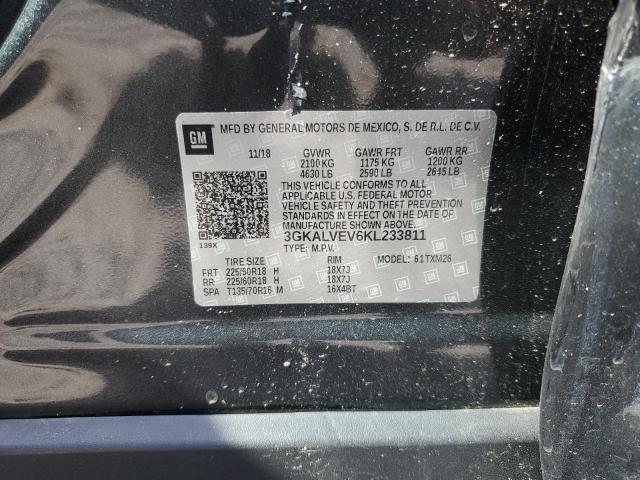 GM
MFD BY GENERAL MOTORS DE MEXICO, S. DE R.L. DE C.V.
11/18 GVWR GAWR FRT GAWR RR
2100 KG 1175 KG 1200 KG
4630 LB 2590 LB 2645 LB
THIS VEHICLE CONFORMS TO ALL
APPLICABLE U.S. FEDERAL MOTOR
VEHICLE SAFETY AND THEFT
PREVENTION STANDARDS
IN EFFECT ON THE DATE OF
MANUFACTURE SHOWN ABOVE.
139X
3GKALVEV6KL233811
TYPE: M.P.V. MODEL: 61TXM26
TIRE SIZE RIM
FRT 225/60R18 H 18X7J
RR 225/60R18 H 18X7J
SPA T135/70R16 M 16X4BT